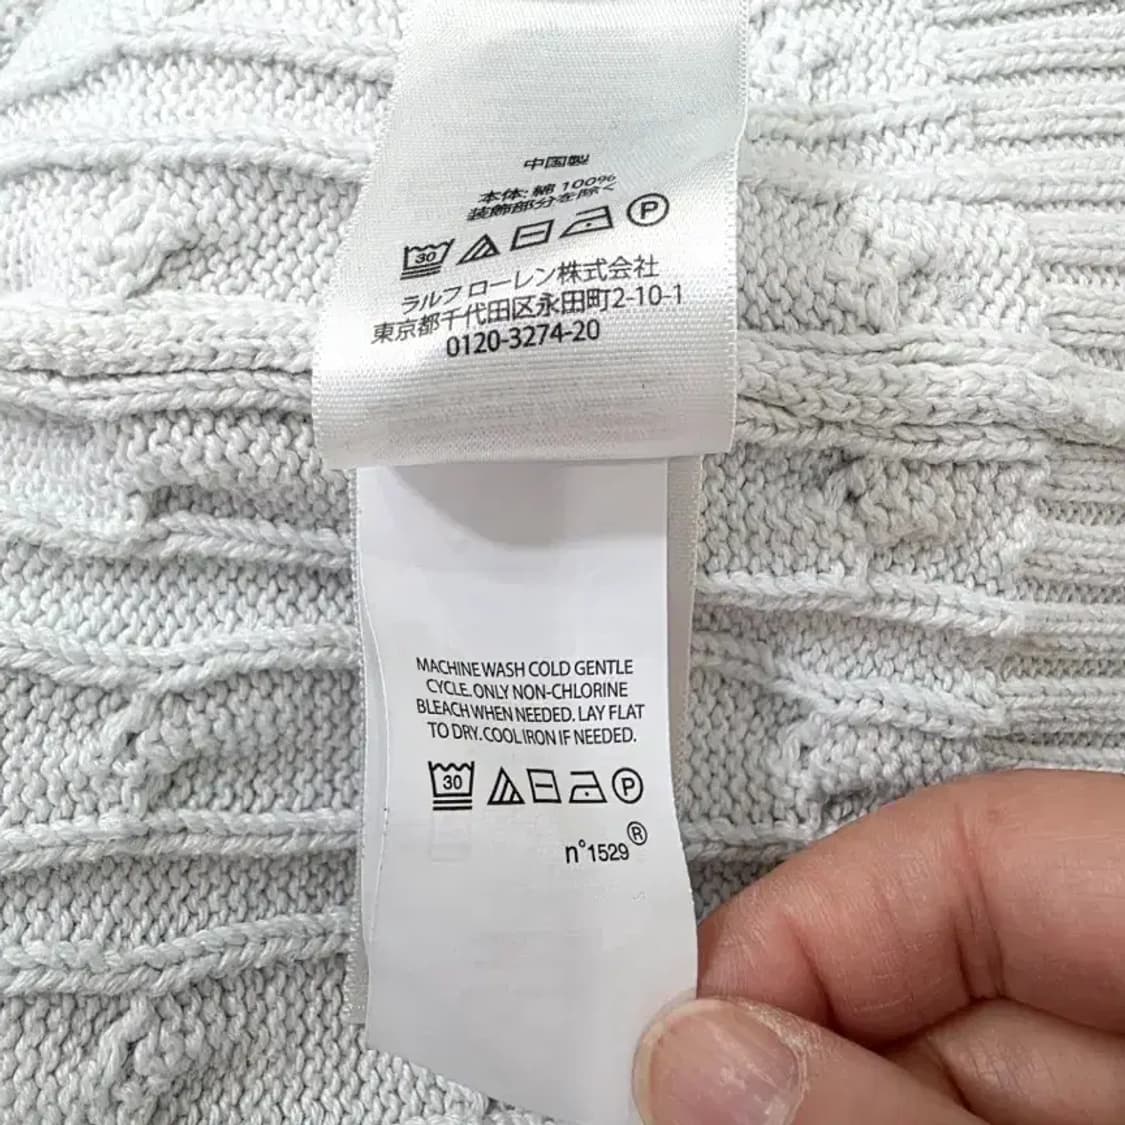 中国製
本体: 綿 100%
装飾部分を除く
30 P
ラルフ ローレン株式会社
東京都千代田区永田町2-10-1
0120-3274-20
MACHINE WASH COLD GENTLE
CYCLE. ONLY NON-CHLORINE
BLEACH WHEN NEEDED. LAY FLAT
TO DRY. COOL IRON IF NEEDED.
30 P
n°1529®